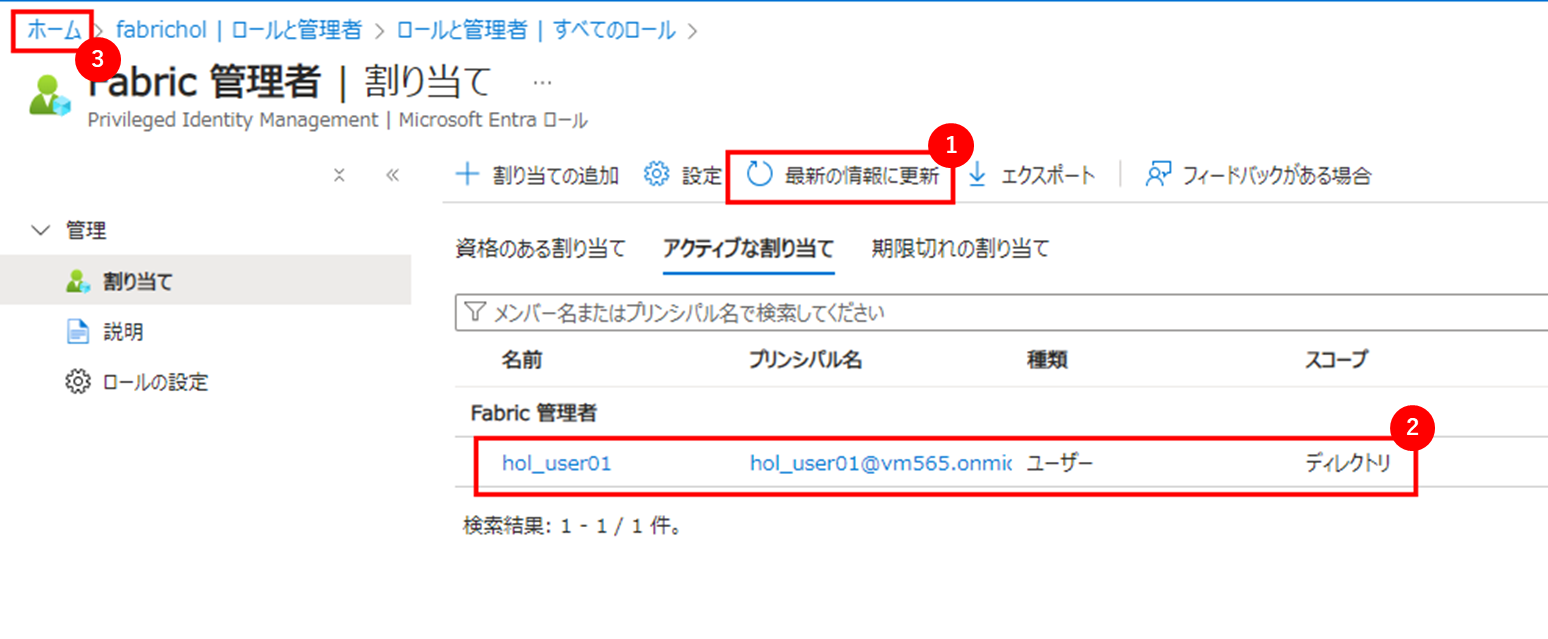 ホーム > fabrichol | ロールと管理者 > ロールと管理者 | すべてのロール >
3
Fabric 管理者 | 割り当て ...
Privileged Identity Management | Microsoft Entra ロール
1
割り当ての追加 設定 最新の情報に更新 エクスポート フィードバックがある場合
管理
割り当て
説明
ロールの設定
資格のある割り当て アクティブな割り当て 期限切れの割り当て
メンバー名またはプリンシパル名で検索してください
名前 プリンシパル名 種類 スコープ
Fabric 管理者
2
hol_user01 hol_user01@vm565.onmic ユーザー ディレクトリ
検索結果: 1 - 1 / 1 件。